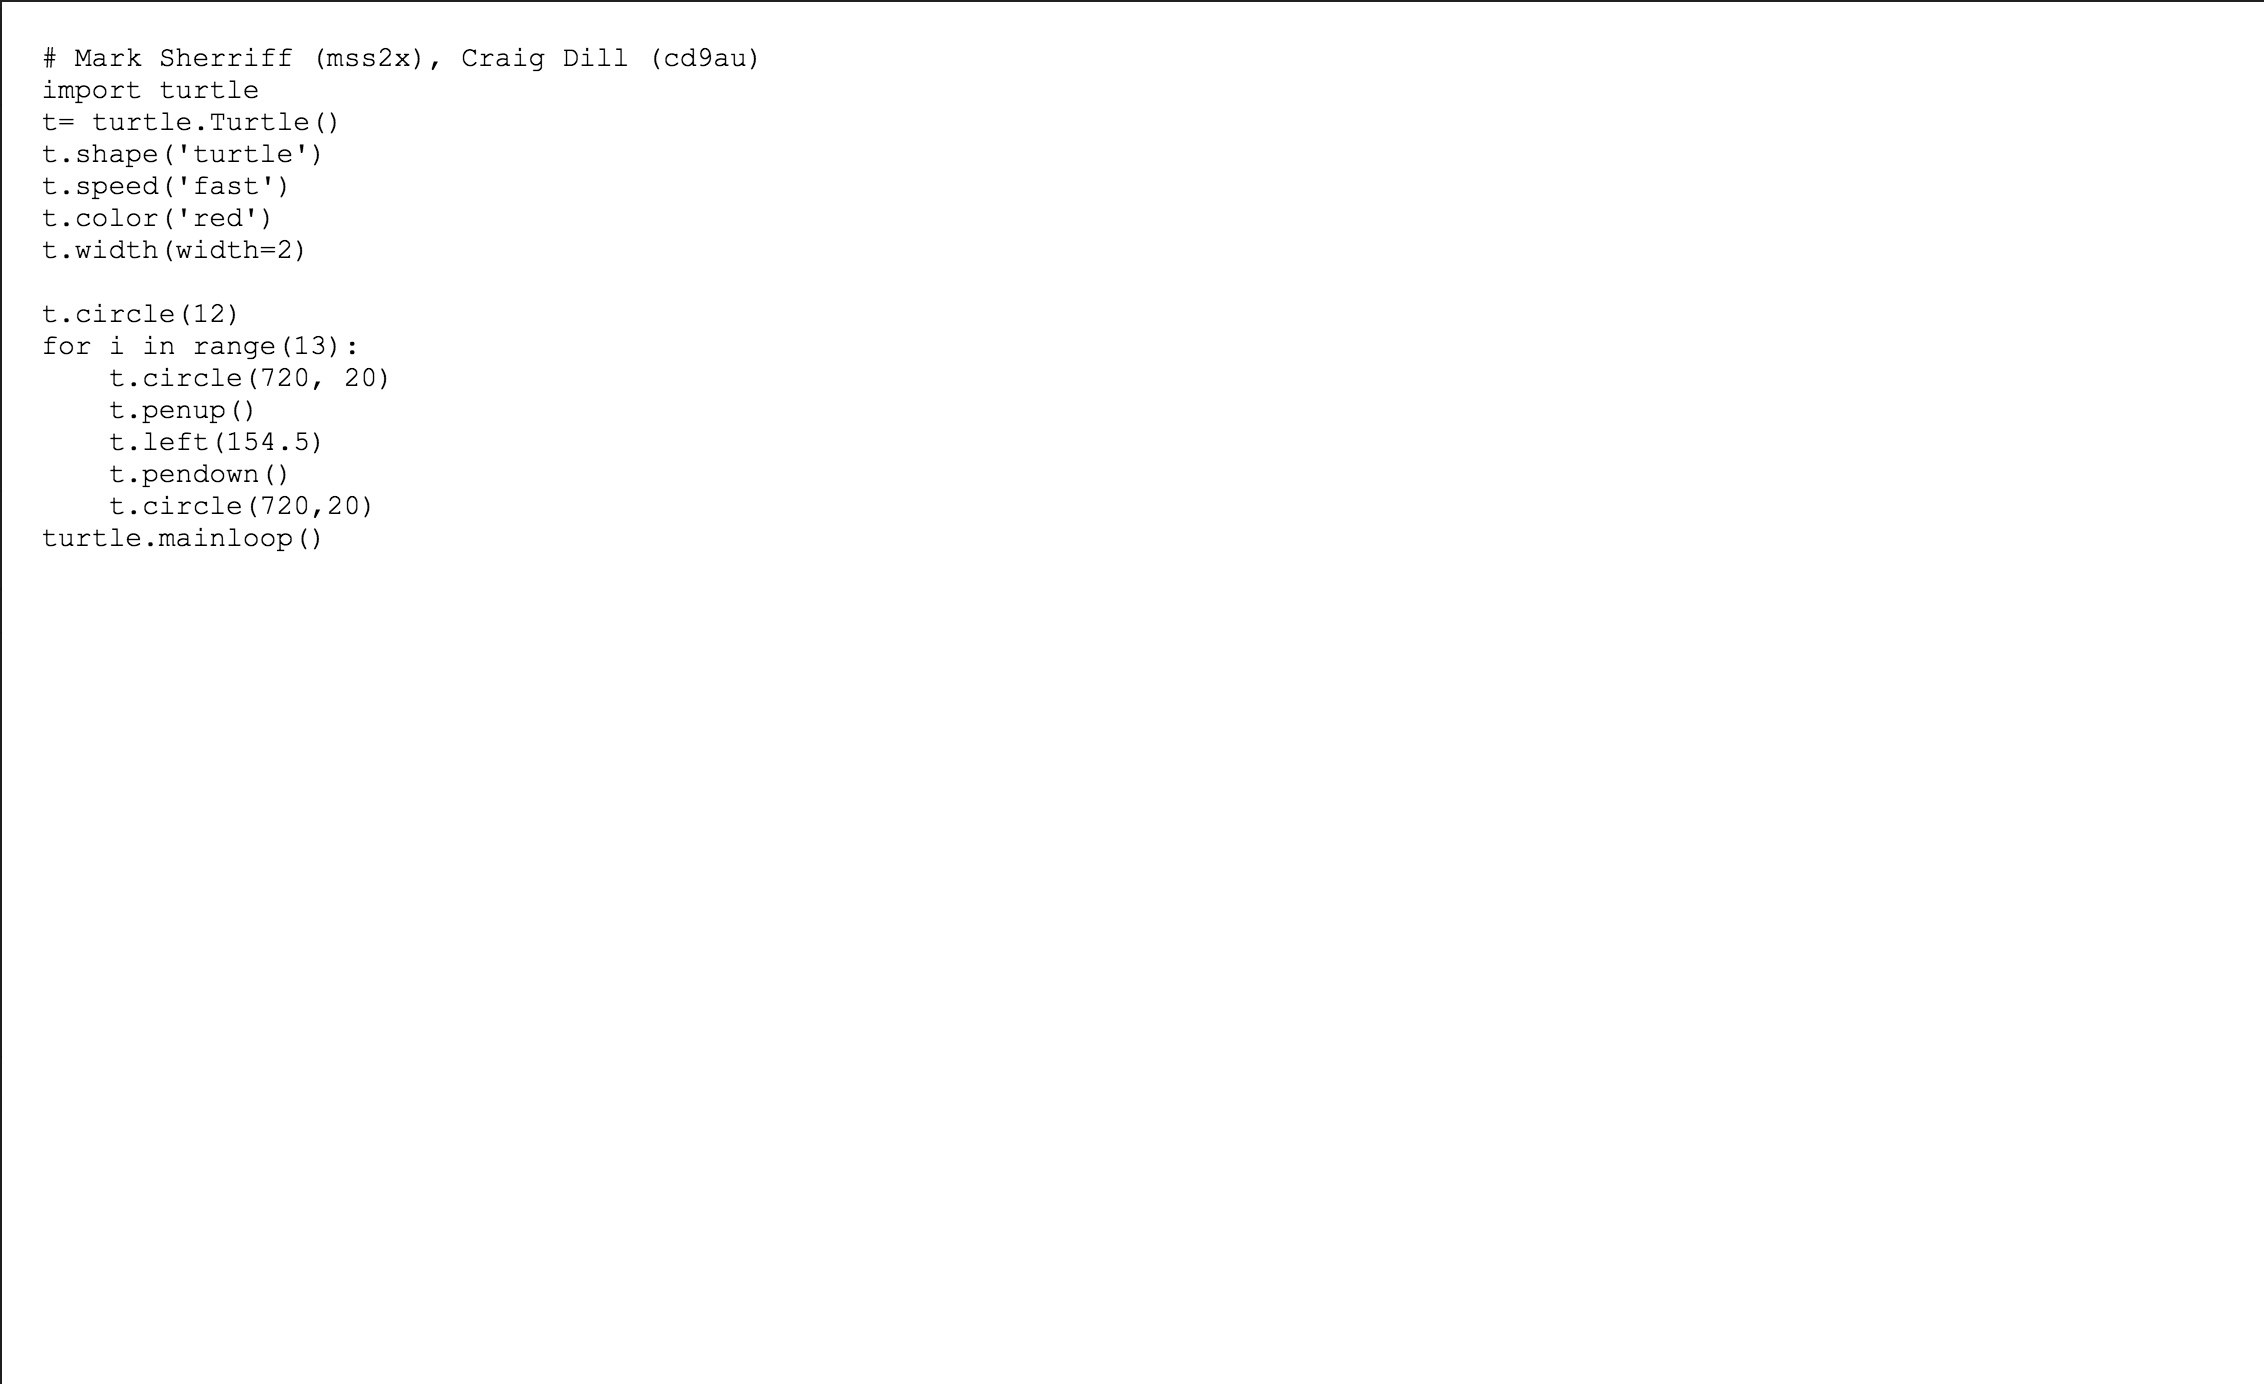 # Mark Sherriff (mss2x), Craig Dill (cd9au)
import turtle
t= turtle.Turtle()
t.shape('turtle')
t.speed('fast')
t.color('red')
t.width(width=2)

t.circle(12)
for i in range(13):
    t.circle(720, 20)
    t.penup()
    t.left(154.5)
    t.pendown()
    t.circle(720,20)
turtle.mainloop()